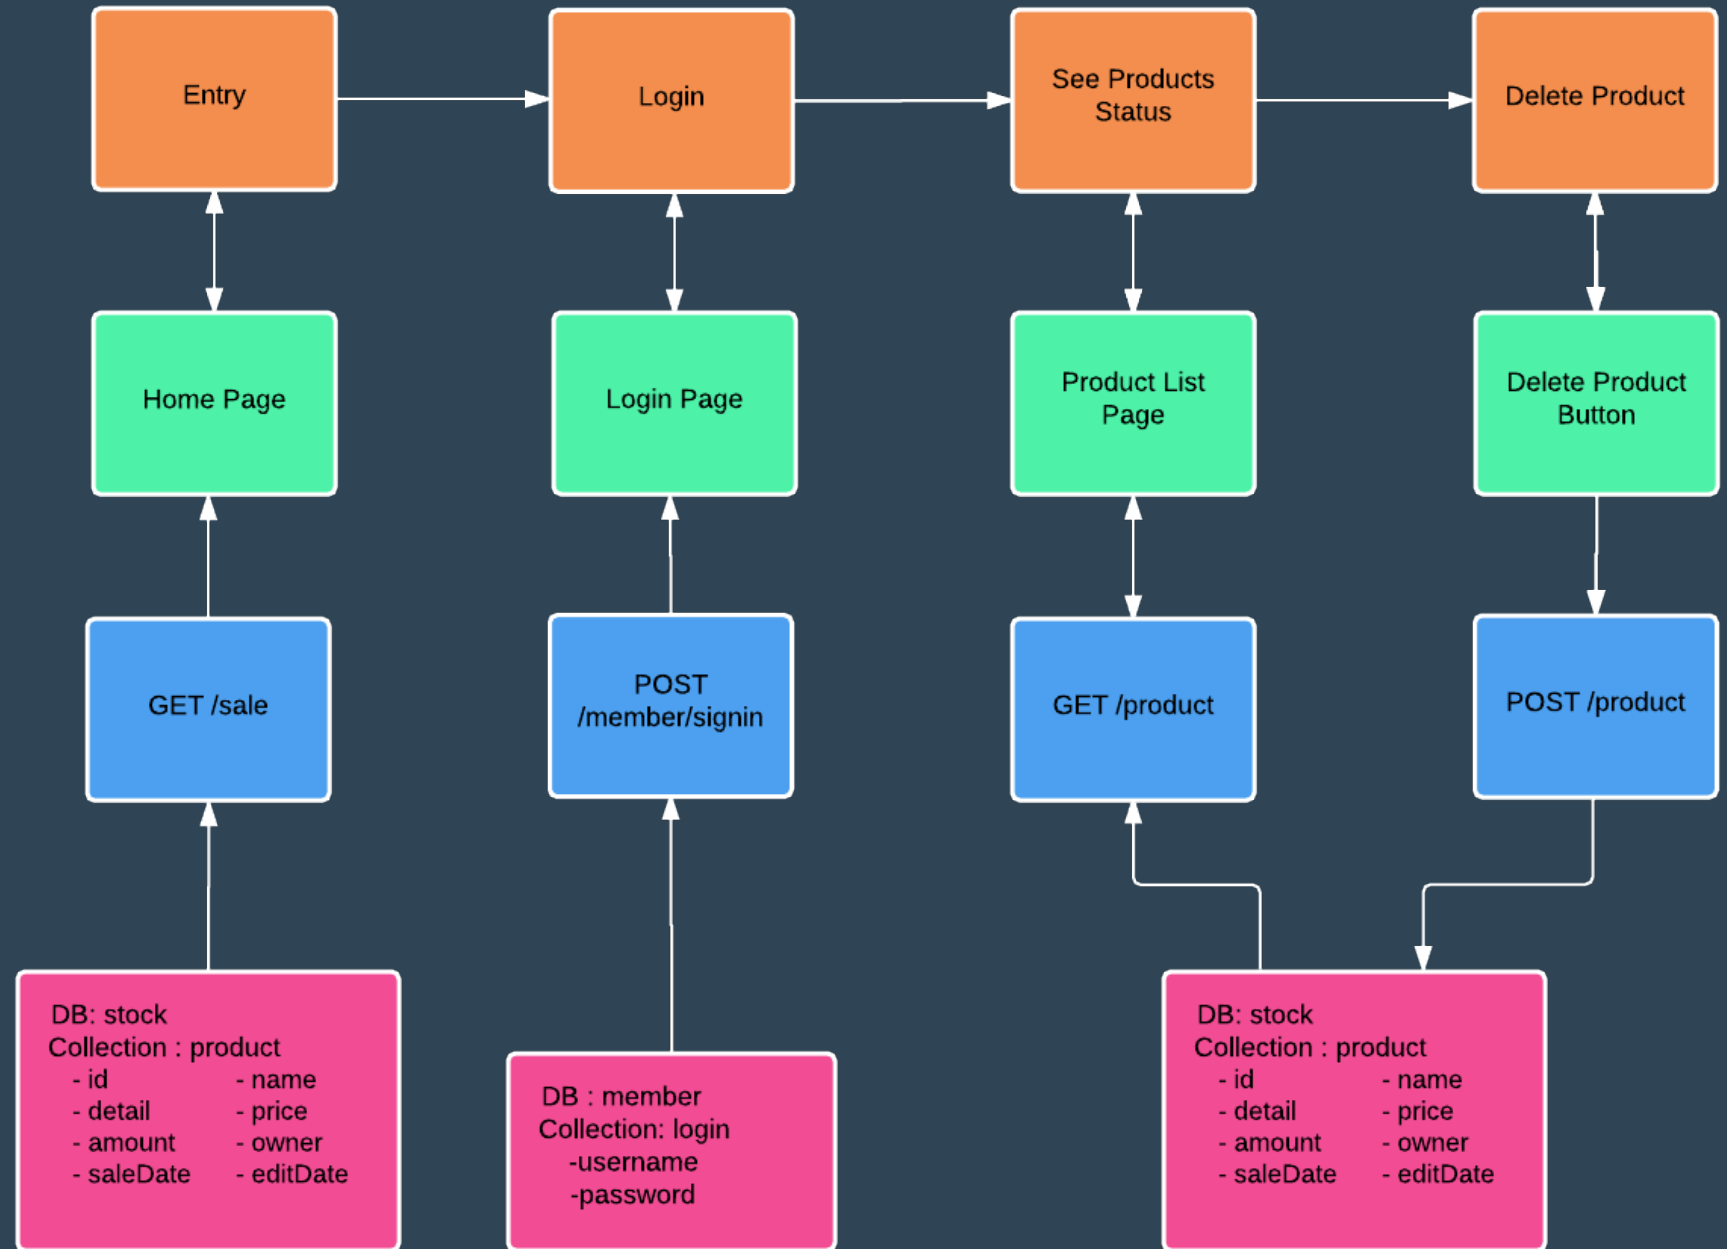 Entry
Login
See Products
Status
Delete Product
Home Page
Login Page
Product List
Page
Delete Product
Button
GET /sale
POST
/member/signin
GET /product
POST /product
DB: stock
Collection : product
- id - name
- detail - price
- amount - owner
- saleDate - editDate
DB : member
Collection: login
-username
-password
DB: stock
Collection : product
- id - name
- detail - price
- amount - owner
- saleDate - editDate